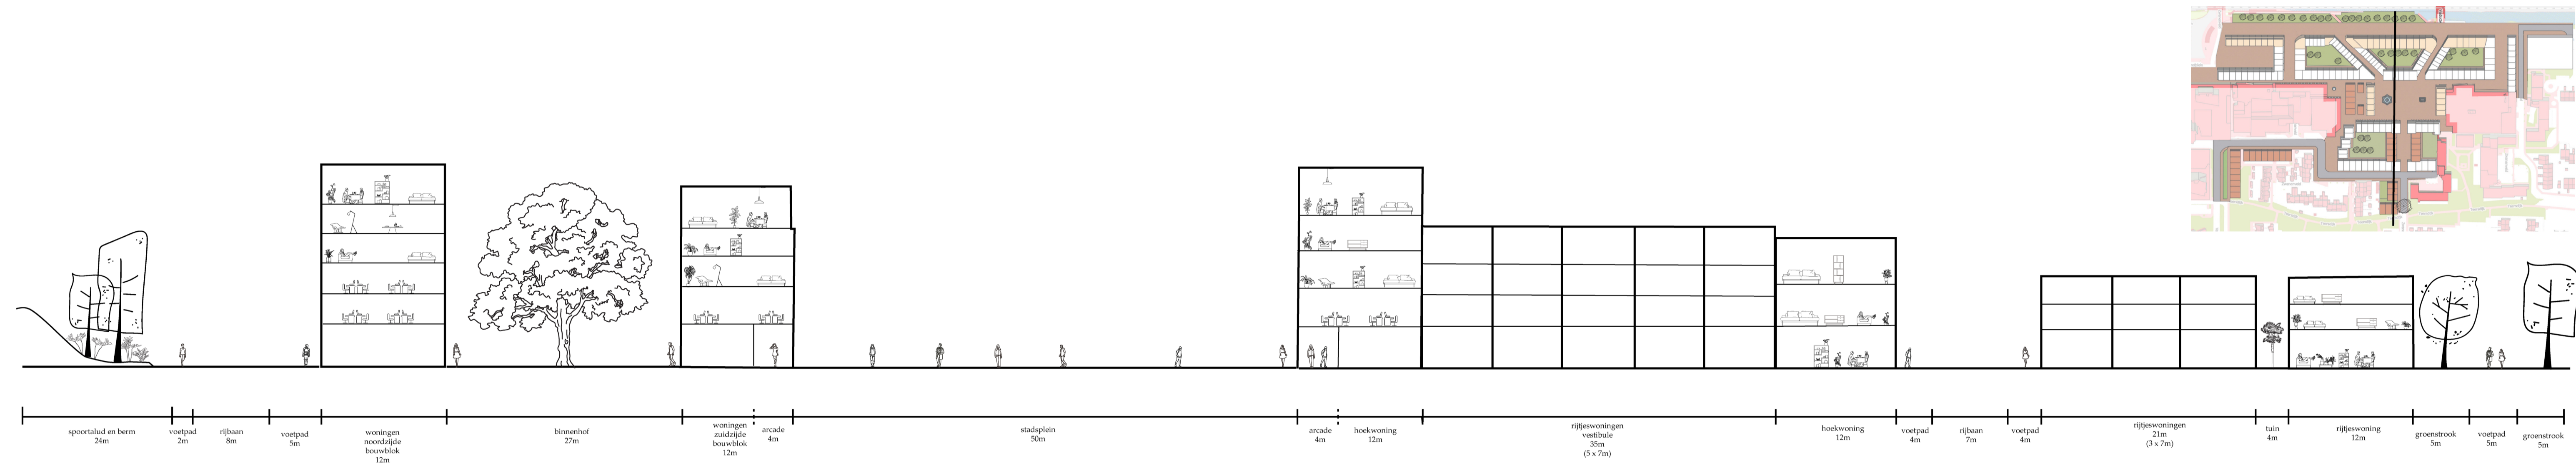 spoortalud en berm
24m
voetpad
2m
rijbaan
8m
voetpad
5m
woningen
noordzijde
bouwblok
12m
binnenhof
27m
woningen
zuidzijde
bouwblok
12m
arcade
4m
stadsplein
50m
arcade
4m
hoekwoning
12m
rijtjeswoningen
vestibule
35m
(5 x 7m)
hoekwoning
12m
voetpad
4m
rijbaan
7m
voetpad
4m
rijtjeswoningen
21m
(3 x 7m)
tuin
4m
rijtjeswoning
12m
groenstrook
5m
voetpad
5m
groenstrook
5m